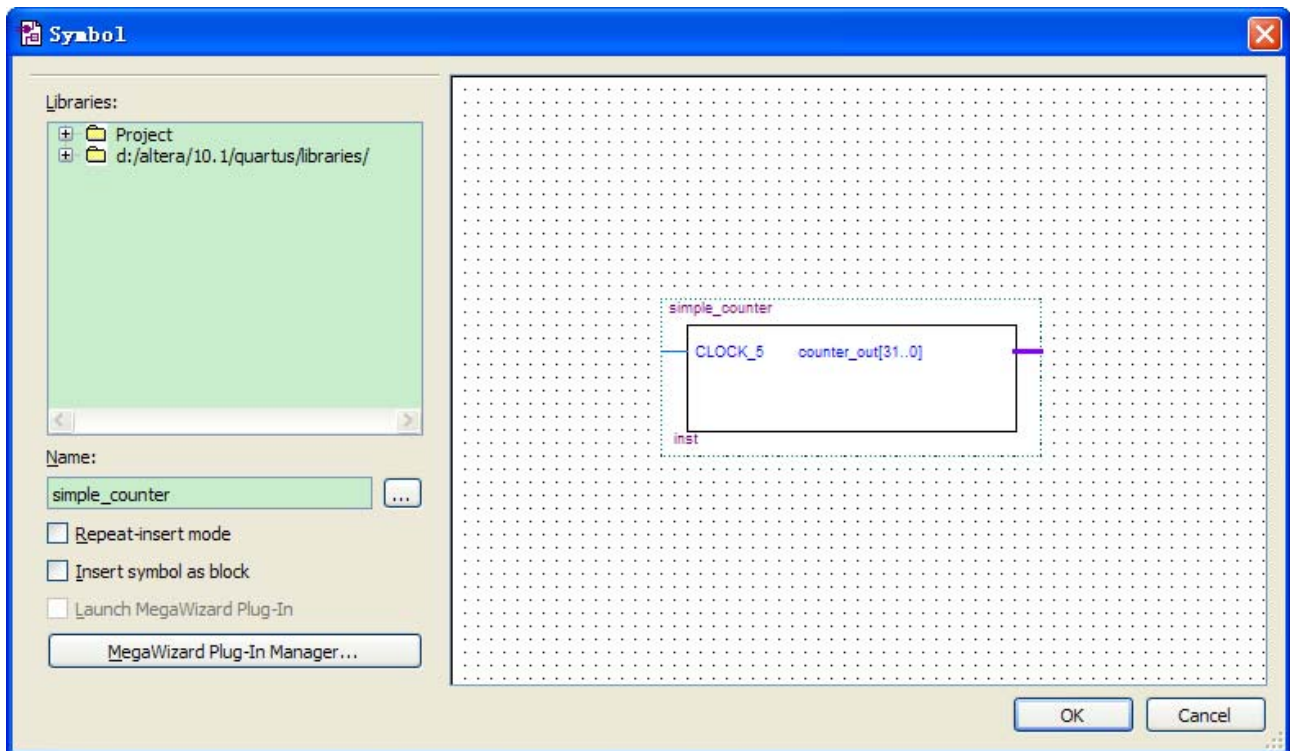 Symbol
Libraries:
Project
d:/altera/10.1/quartus/libraries/
Name:
simple_counter
...
Repeat-insert mode
Insert symbol as block
Launch MegaWizard Plug-In
MegaWizard Plug-In Manager...
simple_counter
CLOCK_5 counter_out[31..0]
inst
OK Cancel